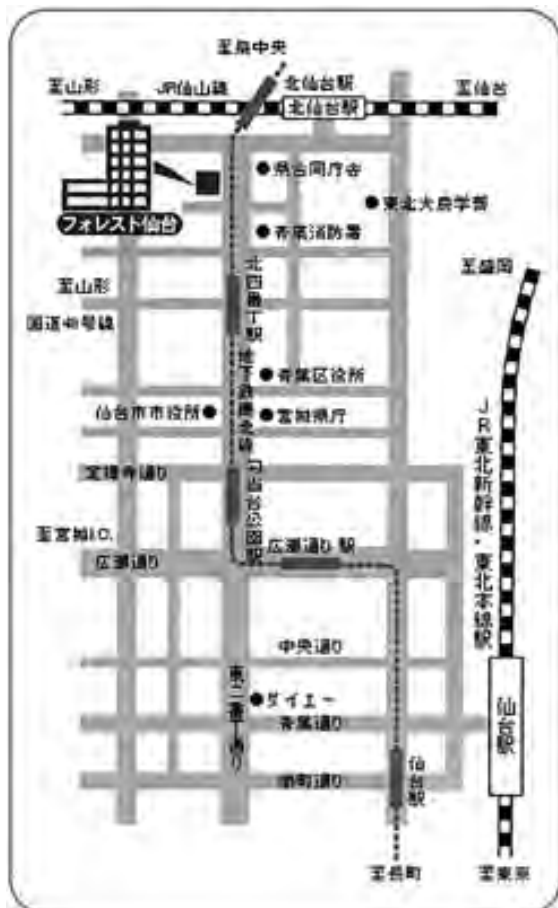 至泉中央
至山形
JR仙山線
北仙台駅
北仙台駅
至仙台
県合同庁舎
東北大農学部
フォレスト仙台
青葉消防署
至盛岡
北四番丁駅
至山形
国道48号線
地下鉄南北線
青葉区役所
仙台市市役所
宮城県庁
定禅寺通り
勾当台公園駅
JR東北新幹線・東北本線駅
至宮城I.C.
広瀬通り駅
広瀬通り
中央通り
東二番丁通り
ダイエー
青葉通り
仙台駅
南町通り
仙台駅
至長町
至東京